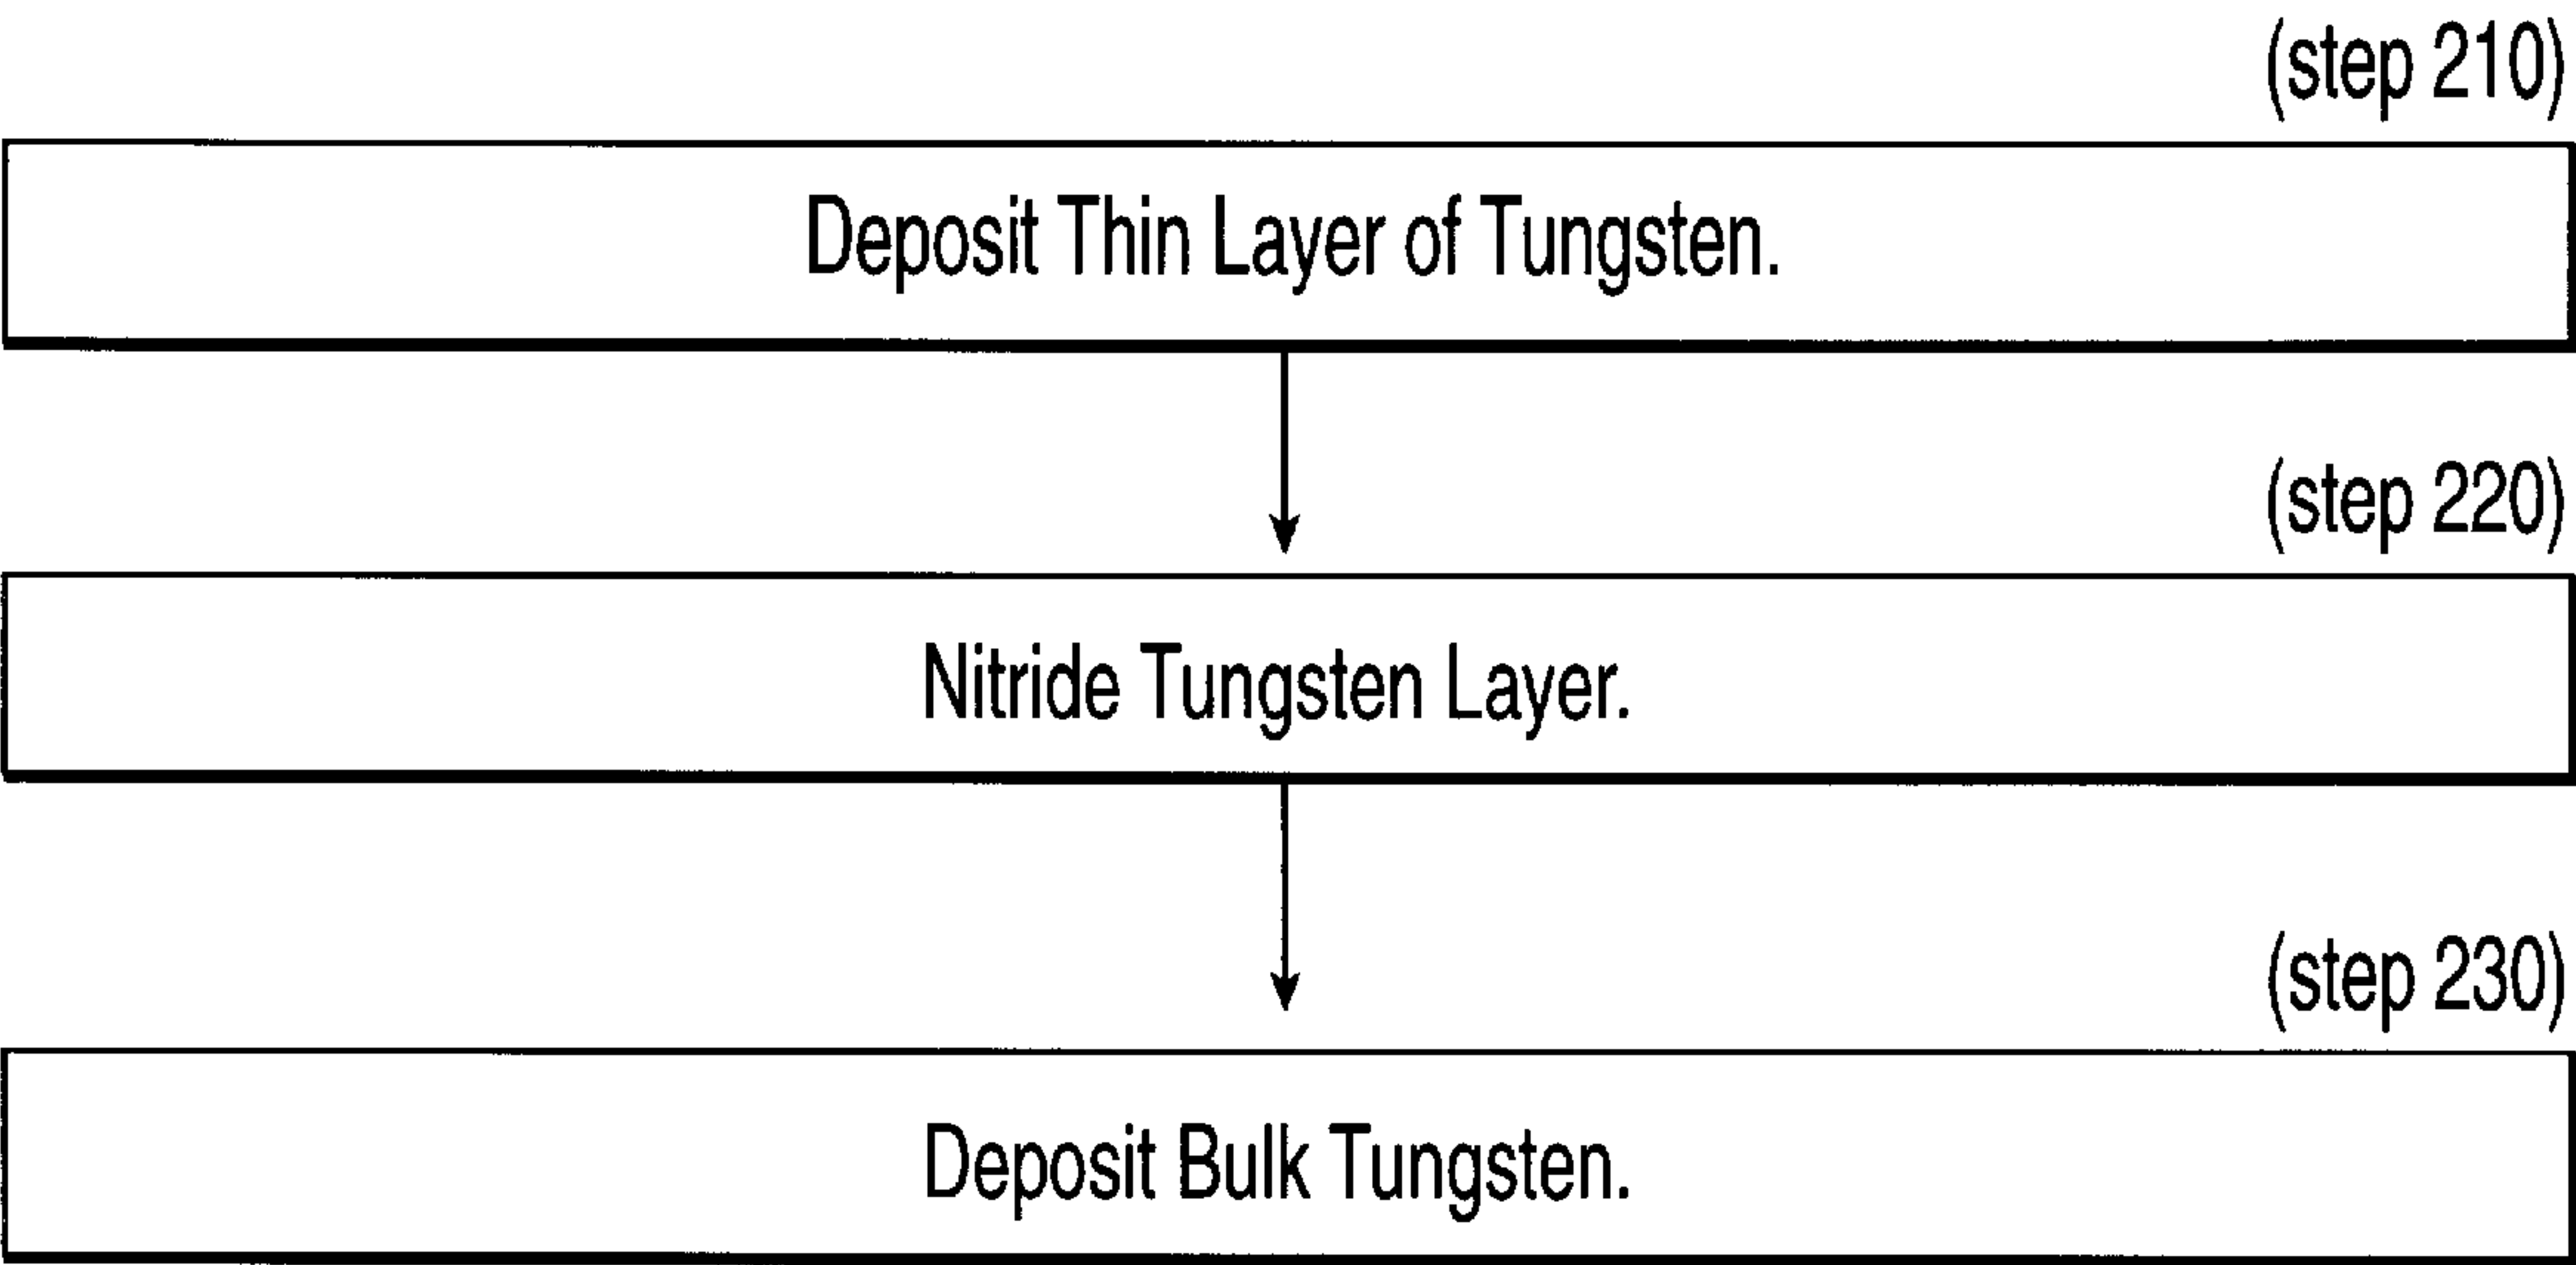 (step 210)
Deposit Thin Layer of Tungsten.
(step 220)
Nitride Tungsten Layer.
(step 230)
Deposit Bulk Tungsten.